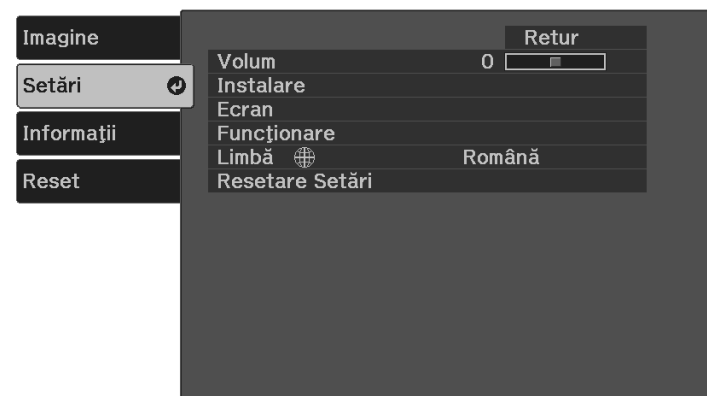 Imagine
Setări
Informaţii
Reset
Retur
Volum 0
Instalare
Ecran
Funcţionare
Limbă Română
Resetare Setări